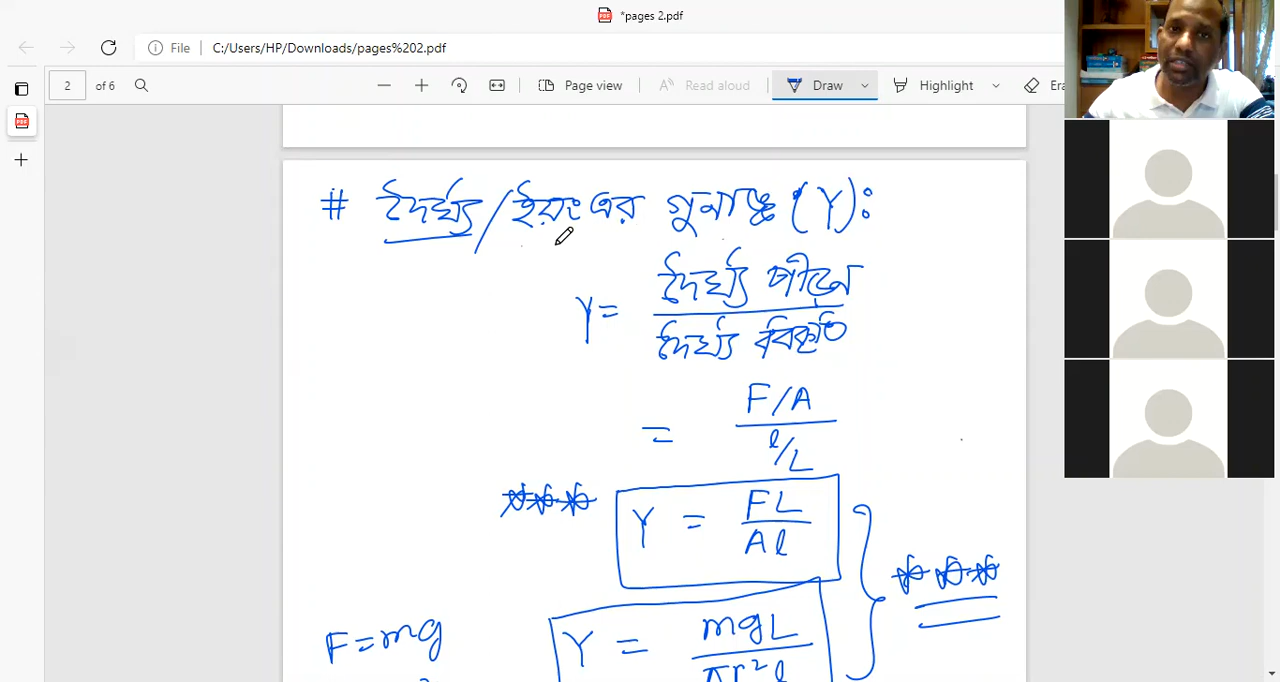 *pages 2.pdf
File | C:/Users/HP/Downloads/pages%202.pdf
2 of 6 Page view Read aloud Draw Highlight Era
# দৈর্ঘ্য/ইয়ং এর গুনাঙ্ক (Y):
Y = দৈর্ঘ্য পীড়ন / দৈর্ঘ্য বিকৃতি
= F/A / l/L
*** Y = FL / Al
***
F = mg Y = mgL / πr²l